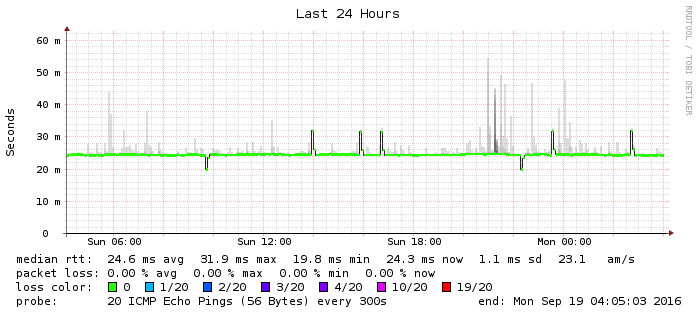 Last 24 Hours
RRDTOOL / TOBI OETIKER
Seconds
60 m
50 m
40 m
30 m
20 m
10 m
0
Sun 06:00 Sun 12:00 Sun 18:00 Mon 00:00
median rtt: 24.6 ms avg 31.9 ms max 19.8 ms min 24.3 ms now 1.1 ms sd 23.1 am/s
packet loss: 0.00 % avg 0.00 % max 0.00 % min 0.00 % now
loss color: 0 1/20 2/20 3/20 4/20 10/20 19/20
probe: 20 ICMP Echo Pings (56 Bytes) every 300s end: Mon Sep 19 04:05:03 2016